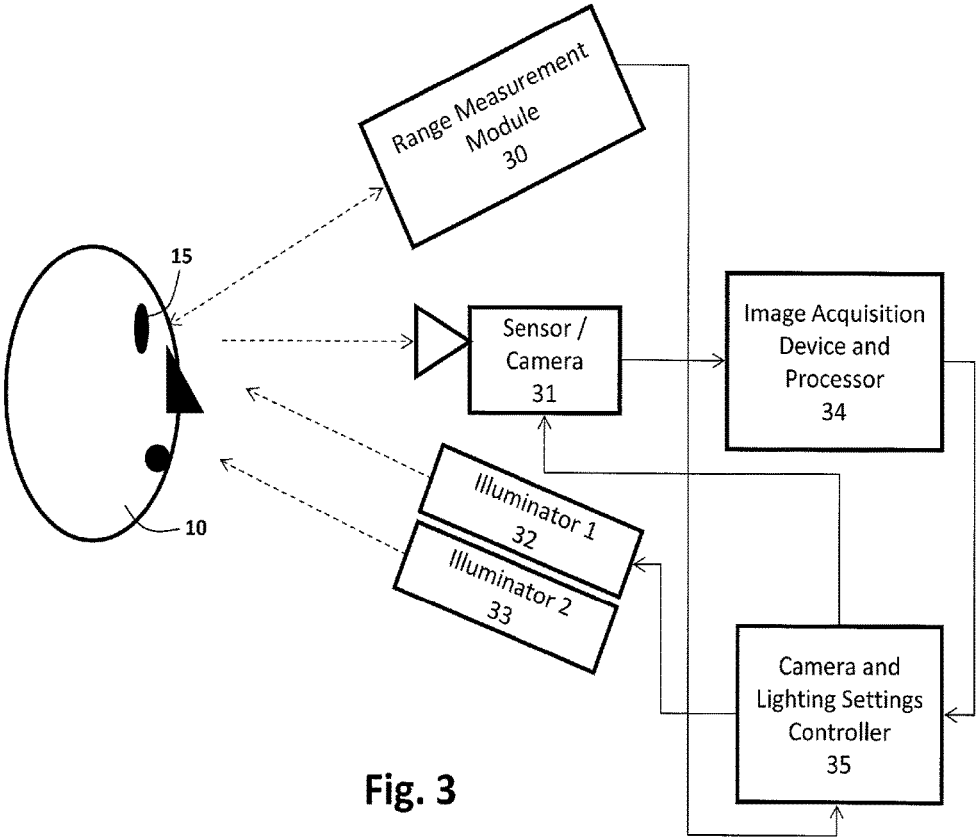 Range Measurement
Module
30
15
Sensor /
Camera
31
Image Acquisition
Device and
Processor
34
Illuminator 1
32
Illuminator 2
33
10
Camera and
Lighting Settings
Controller
35
Fig. 3